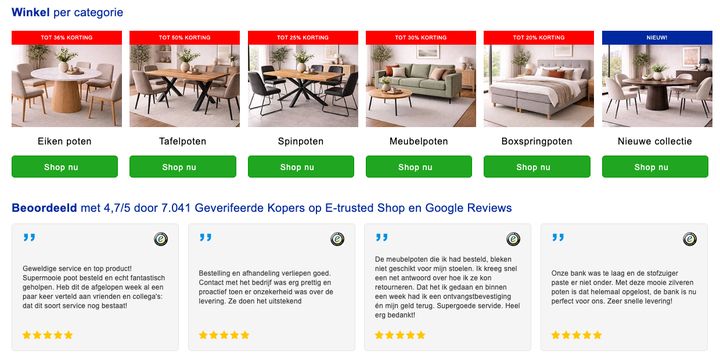 Winkel per categorie
TOT 36% KORTING
TOT 50% KORTING
TOT 25% KORTING
TOT 30% KORTING
TOT 20% KORTING
NIEUW!
Eiken poten
Tafelpoten
Spinpoten
Meubelpoten
Boxspringpoten
Nieuwe collectie
Shop nu
Shop nu
Shop nu
Shop nu
Shop nu
Shop nu
Beoordeeld met 4,7/5 door 7.041 Geverifeerde Kopers op E-trusted Shop en Google Reviews
Geweldige service en top product!
Supermooie poot besteld en echt fantastisch
geholpen. Heb dit de afgelopen week al een
paar keer verteld aan vrienden en collega's:
dat dit soort service nog bestaat!
Bestelling en afhandeling verliepen goed.
Contact met het bedrijf was erg prettig en
proactief toen er onzekerheid was over de
levering. Ze doen het uitstekend
De meubelpoten die ik had besteld, bleken
niet geschikt voor mijn stoelen. Ik kreeg snel
een net antwoord over hoe ik ze kon
retourneren. Dat het ik gedaan en binnen
een week had ik een ontvangstbevestiging
én mijn geld terug. Supergoede servide. Heel
erg bedankt!
Onze bank was te laag en de stofzuiger
paste er niet onder. Met deze mooie zilveren
poten is dat helemaal opgelost, de bank is nu
perfect voor ons. Zeer snelle levering!